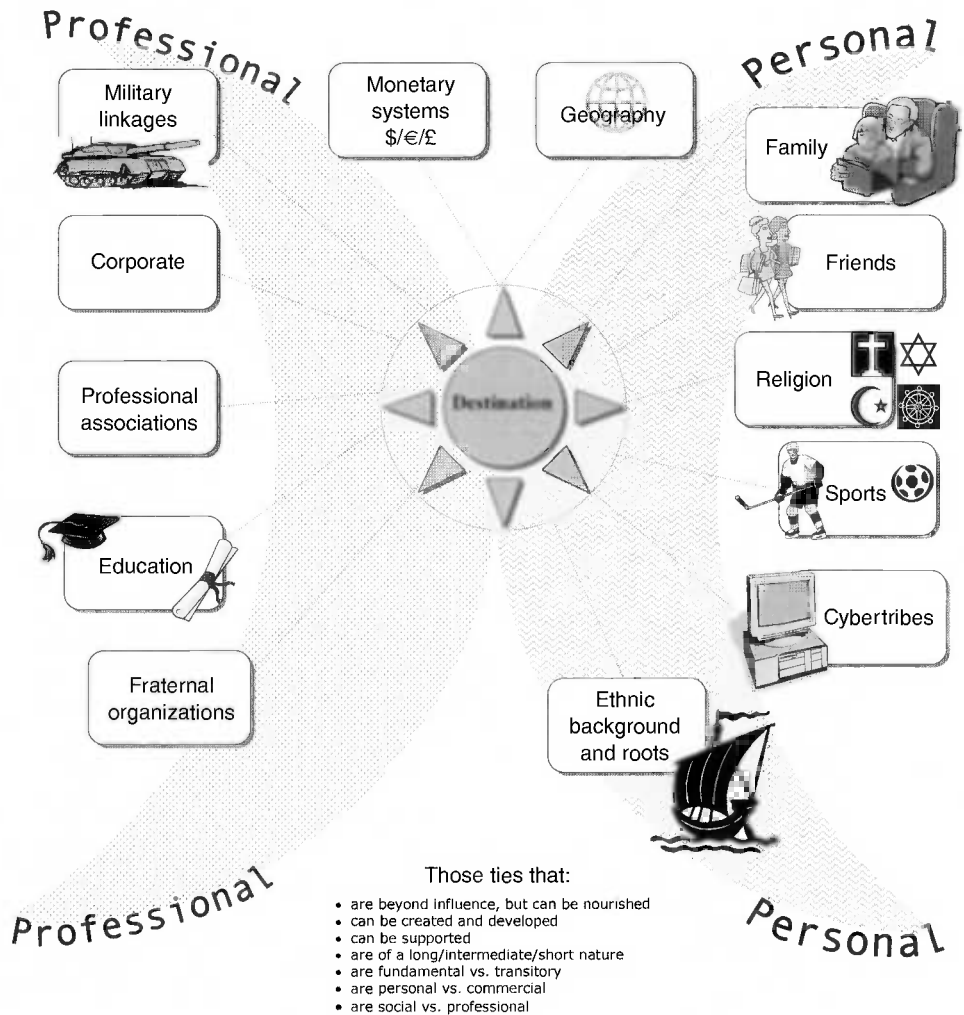 Professional
Personal
Military
linkages
Monetary
systems
$/€/£
Geography
Family
Corporate
Friends
Professional
associations
Destination
Religion
Sports
Education
Cybertribes
Fraternal
organizations
Ethnic
background
and roots
Professional
Personal
Those ties that:
• are beyond influence, but can be nourished
• can be created and developed
• can be supported
• are of a long/intermediate/short nature
• are fundamental vs. transitory
• are personal vs. commercial
• are social vs. professional